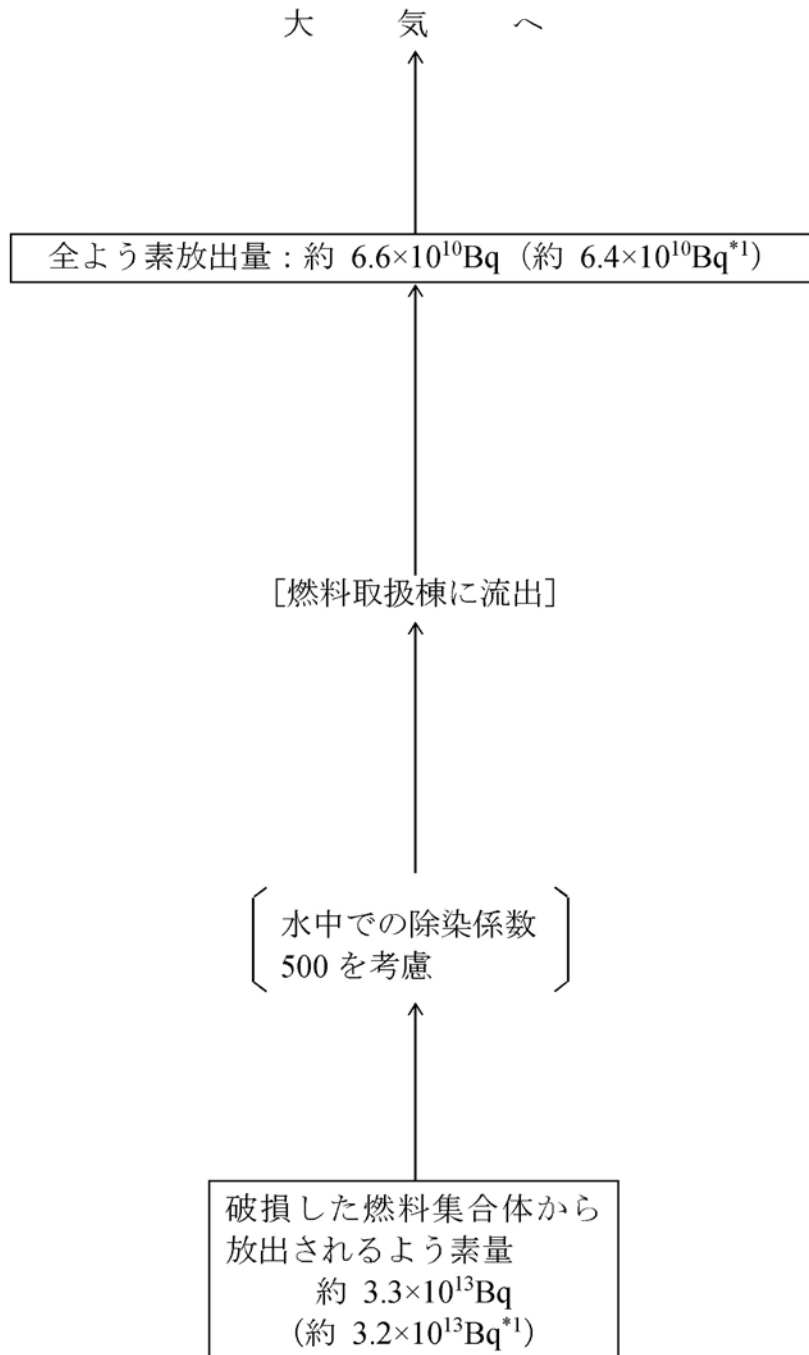 大気へ
全よう素放出量：約 6.6×10¹⁰Bq（約 6.4×10¹⁰Bq*¹）
［燃料取扱棟に流出］
水中での除染係数
500 を考慮
破損した燃料集合体から
放出されるよう素量
約 3.3×10¹³Bq
（約 3.2×10¹³Bq*¹）